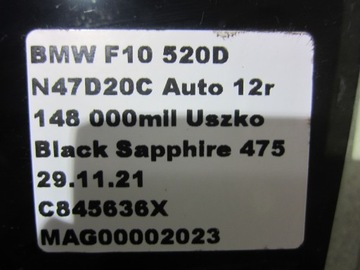 BMW F10 520D
N47D20C Auto 12r
148 000mil Uszko
Black Sapphire 475
29.11.21
C845636X
MAG00002023